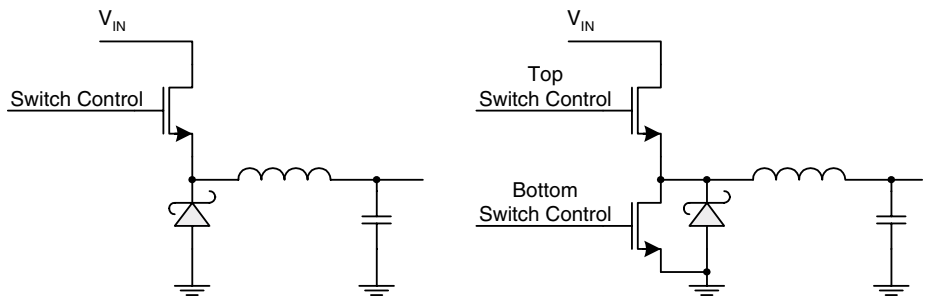 V_IN
Switch Control
V_IN
Top
Switch Control
Bottom
Switch Control